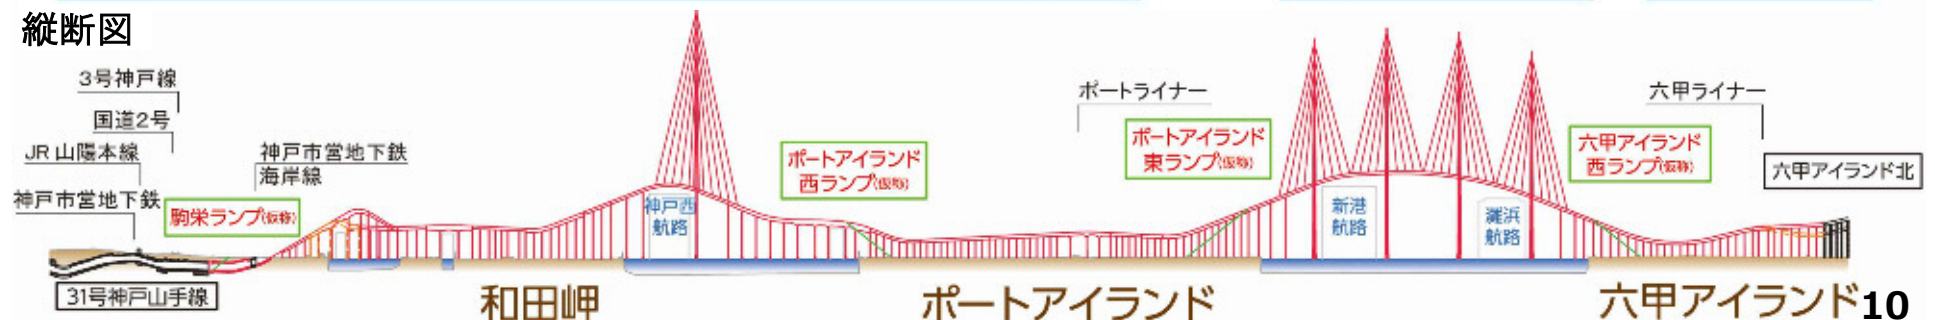 縦断図
3号神戸線
国道2号
JR 山陽本線
神戸市営地下鉄
駒栄ランプ(仮称)
神戸市営地下鉄
海岸線
31号神戸山手線
和田岬
神戸西
航路
ポートアイランド
西ランプ(仮称)
ポートアイランド
ポートライナー
ポートアイランド
東ランプ(仮称)
新港
航路
灘浜
航路
六甲アイランド
西ランプ(仮称)
六甲ライナー
六甲アイランド北
六甲アイランド
10